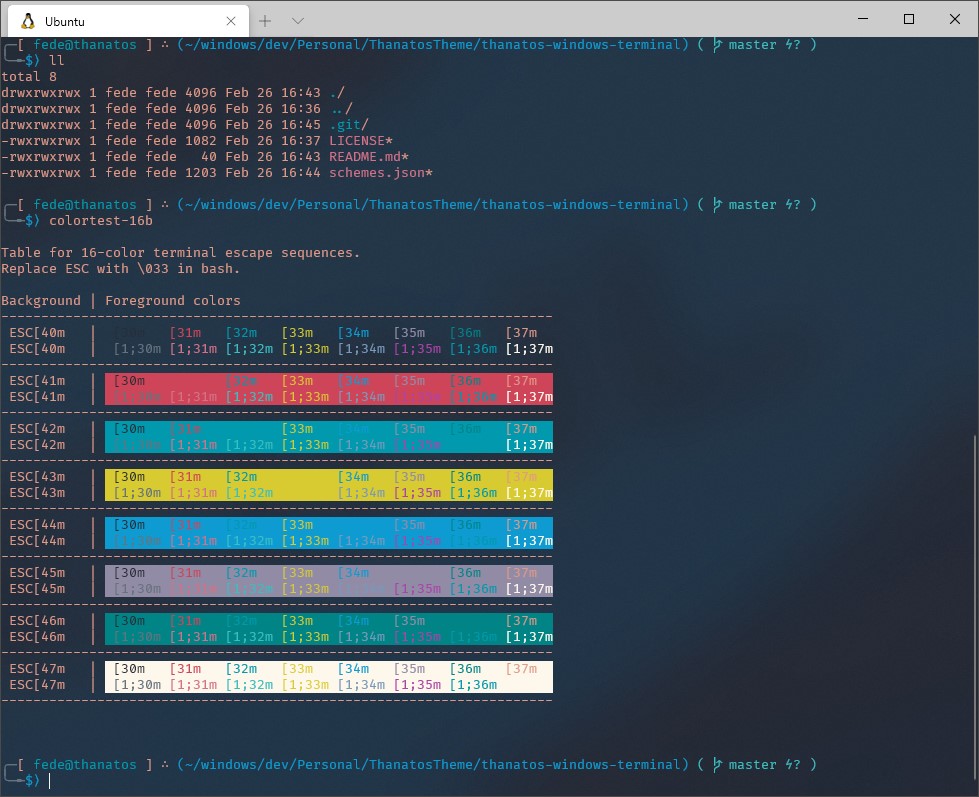 Ubuntu
[ fede@thanatos ] ∴ (~/windows/dev/Personal/ThanatosTheme/thanatos-windows-terminal) ( master ϟ? )
$) ll
total 8
drwxrwxrwx 1 fede fede 4096 Feb 26 16:43 ./
drwxrwxrwx 1 fede fede 4096 Feb 26 16:36 ../
drwxrwxrwx 1 fede fede 4096 Feb 26 16:45 .git/
-rwxrwxrwx 1 fede fede 1082 Feb 26 16:37 LICENSE*
-rwxrwxrwx 1 fede fede   40 Feb 26 16:43 README.md*
-rwxrwxrwx 1 fede fede 1203 Feb 26 16:44 schemes.json*
[ fede@thanatos ] ∴ (~/windows/dev/Personal/ThanatosTheme/thanatos-windows-terminal) ( master ϟ? )
$) colortest-16b
Table for 16-color terminal escape sequences.
Replace ESC with \033 in bash.
Background | Foreground colors
---------------------------------------------------------------------
ESC[40m | [30m [31m [32m [33m [34m [35m [36m [37m
ESC[40m | [1;30m [1;31m [1;32m [1;33m [1;34m [1;35m [1;36m [1;37m
---------------------------------------------------------------------
ESC[41m | [30m [32m [33m [34m [35m [36m [37m
ESC[41m | [1;30m [1;31m [1;32m [1;33m [1;34m [1;35m [1;36m [1;37m
---------------------------------------------------------------------
ESC[42m | [30m [31m [33m [34m [35m [36m [37m
ESC[42m | [1;30m [1;31m [1;32m [1;33m [1;34m [1;35m [1;37m
---------------------------------------------------------------------
ESC[43m | [30m [31m [32m [34m [35m [36m [37m
ESC[43m | [1;30m [1;31m [1;32m [1;34m [1;35m [1;36m [1;37m
---------------------------------------------------------------------
ESC[44m | [30m [31m [32m [33m [35m [36m [37m
ESC[44m | [1;30m [1;31m [1;32m [1;33m [1;34m [1;35m [1;36m [1;37m
---------------------------------------------------------------------
ESC[45m | [30m [31m [32m [33m [34m [36m [37m
ESC[45m | [1;30m [1;31m [1;32m [1;33m [1;34m [1;35m [1;36m [1;37m
---------------------------------------------------------------------
ESC[46m | [30m [31m [32m [33m [34m [35m [37m
ESC[46m | [1;30m [1;31m [1;32m [1;33m [1;34m [1;35m [1;36m [1;37m
---------------------------------------------------------------------
ESC[47m | [30m [31m [32m [33m [34m [35m [36m [37m
ESC[47m | [1;30m [1;31m [1;32m [1;33m [1;34m [1;35m [1;36m
---------------------------------------------------------------------
[ fede@thanatos ] ∴ (~/windows/dev/Personal/ThanatosTheme/thanatos-windows-terminal) ( master ϟ? )
$)